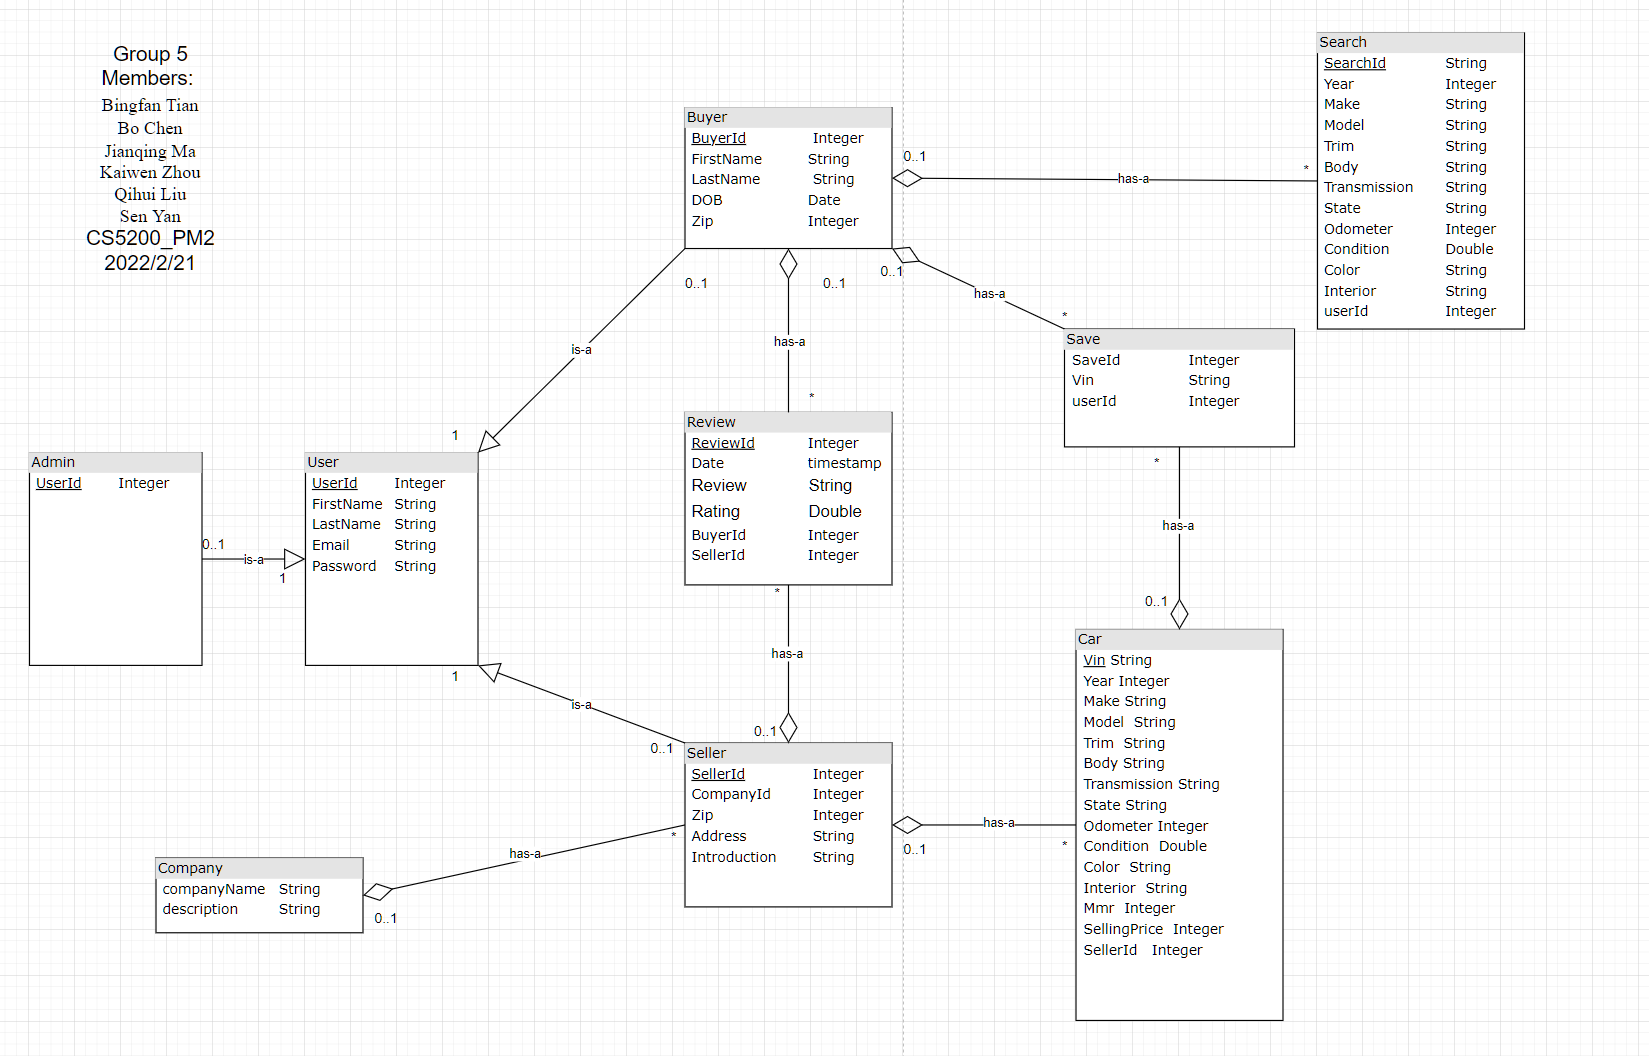 Group 5
Members:
Bingfan Tian
Bo Chen
Jianqing Ma
Kaiwen Zhou
Qihui Liu
Sen Yan
CS5200_PM2
2022/2/21
Buyer
BuyerId Integer
FirstName String
LastName String
DOB Date
Zip Integer
0..1
has-a
*
Search
SearchId String
Year Integer
Make String
Model String
Trim String
Body String
Transmission String
State String
Odometer Integer
Condition Double
Color String
Interior String
userId Integer
0..1
is-a
1
0..1
has-a
*
0..1
has-a
*
Save
SaveId Integer
Vin String
userId Integer
*
has-a
0..1
Review
ReviewId Integer
Date timestamp
Review String
Rating Double
BuyerId Integer
SellerId Integer
*
has-a
0..1
Admin
UserId Integer
0..1
is-a
1
User
UserId Integer
FirstName String
LastName String
Email String
Password String
1
is-a
0..1
Seller
SellerId Integer
CompanyId Integer
Zip Integer
Address String
Introduction String
0..1
has-a
*
Car
Vin String
Year Integer
Make String
Model String
Trim String
Body String
Transmission String
State String
Odometer Integer
Condition Double
Color String
Interior String
Mmr Integer
SellingPrice Integer
SellerId Integer
*
has-a
0..1
Company
companyName String
description String